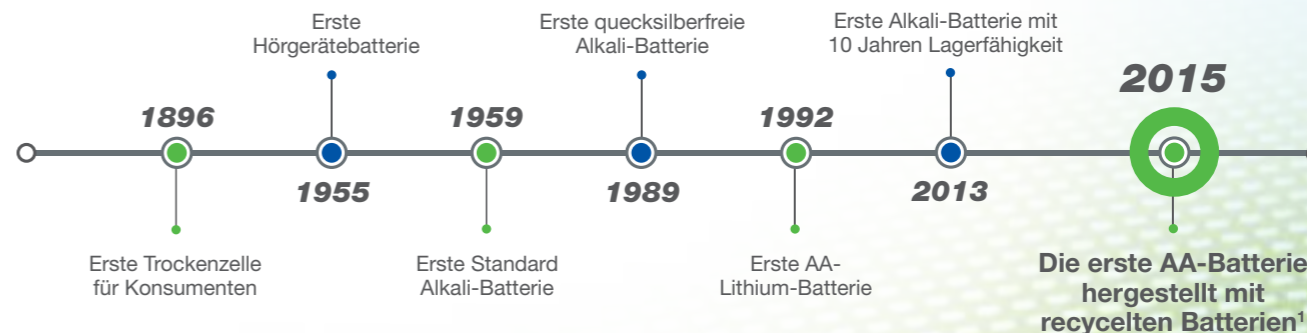 Erste
Hörgerätebatterie
Erste quecksilberfreie
Alkali-Batterie
Erste Alkali-Batterie mit
10 Jahren Lagerfähigkeit
2015
1896
1959
1992
1955
1989
2013
Erste Trockenzelle
für Konsumenten
Erste Standard
Alkali-Batterie
Erste AA-
Lithium-Batterie
Die erste AA-Batterie
hergestellt mit
recycelten Batterien¹